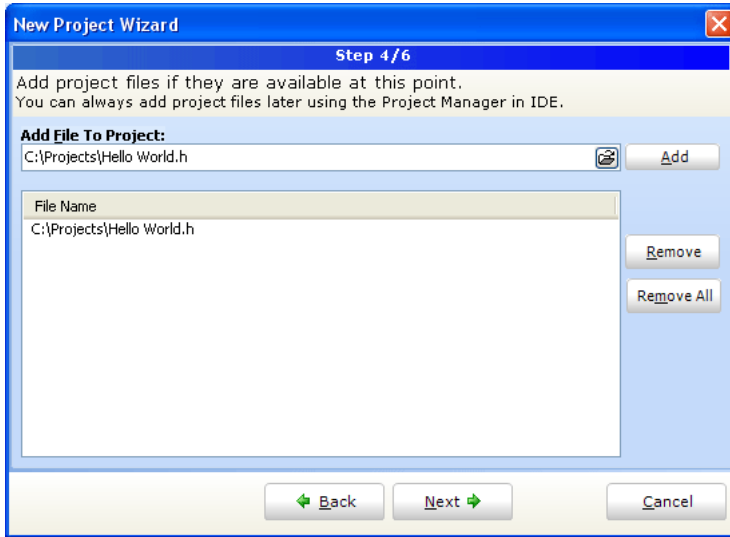 New Project Wizard
Step 4/6
Add project files if they are available at this point.
You can always add project files later using the Project Manager in IDE.
Add File To Project:
C:\Projects\Hello World.h
Add
File Name
C:\Projects\Hello World.h
Remove
Remove All
Back
Next
Cancel